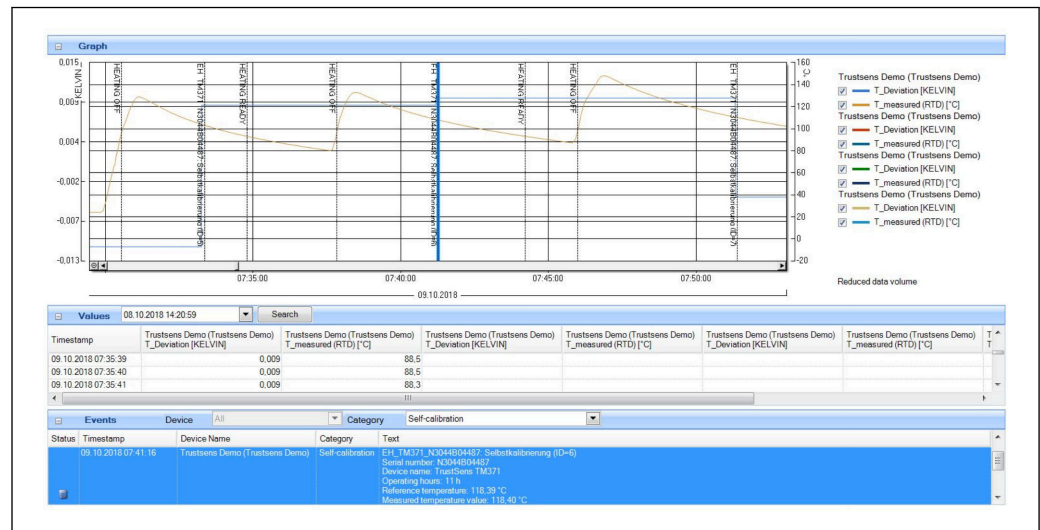 Graph
0,015
0,009
0,004
-0,002
-0,007
-0,013
KELVIN
HEATING OFF
EH_TM371_N3044B04487: Selbstkalibrierung (ID=5)
HEATING READY
HEATING OFF
EH_TM371_N3044B04487: Selbstkalibrierung (ID=6)
HEATING READY
HEATING OFF
EH_TM371_N3044B04487: Selbstkalibrierung (ID=7)
160
140
120
100
80
60
40
20
0
-20
°C
07:35:00 07:40:00 07:45:00 07:50:00
09.10.2018
Trustsens Demo (Trustsens Demo)
T_Deviation [KELVIN]
T_measured (RTD) [°C]
Trustsens Demo (Trustsens Demo)
T_Deviation [KELVIN]
T_measured (RTD) [°C]
Trustsens Demo (Trustsens Demo)
T_Deviation [KELVIN]
T_measured (RTD) [°C]
Trustsens Demo (Trustsens Demo)
T_Deviation [KELVIN]
T_measured (RTD) [°C]
Reduced data volume
Values 08.10.2018 14:20:59 Search
Timestamp
Trustsens Demo (Trustsens Demo) Trustsens Demo (Trustsens Demo) Trustsens Demo (Trustsens Demo) Trustsens Demo (Trustsens Demo) Trustsens Demo (Trustsens Demo) Trustsens Demo (Trustsens Demo) T
T_Deviation [KELVIN] T_measured (RTD) [°C] T_Deviation [KELVIN] T_measured (RTD) [°C] T_Deviation [KELVIN] T_measured (RTD) [°C] T
09.10.2018 07:35:39 0,009 88,5
09.10.2018 07:35:40 0,009 88,5
09.10.2018 07:35:41 0,009 88,3
Events Device All Category Self-calibration
Status Timestamp Device Name Category Text
09.10.2018 07:41:16 Trustsens Demo (Trustsens Demo) Self-calibration EH_TM371_N3044B04487: Selbstkalibrierung (ID=6)
Serial number: N3044B04487
Device name: TrustSens TM371
Operating hours: 11 h
Reference temperature: 118,39 °C
Measured temperature value: 118,40 °C